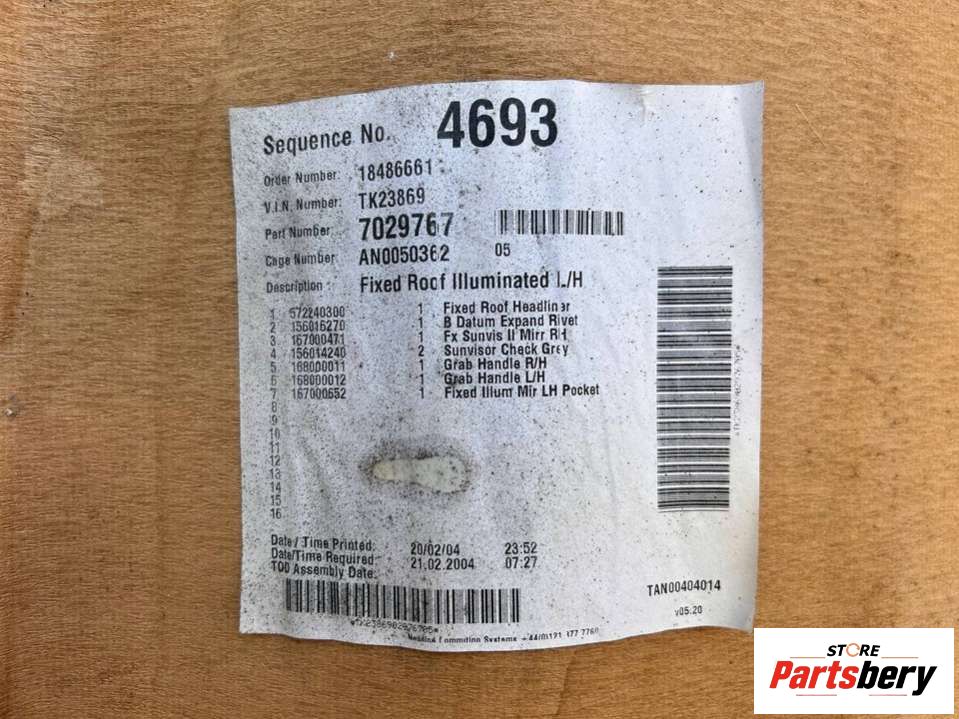 Sequence No. 4693
Order Number: 18486661
V.I.N. Number: TK23869
Part Number: 7029767
Cage Number: AN0050362 05
Description : Fixed Roof Illuminated L/H
1 572240300 1 Fixed Roof Headliner
2 156016270 1 B Datum Expand Rivet
3 167000471 1 Fx Sunvis Il Mirr RH
4 156014240 2 Sunvisor Check Grey
5 168000011 1 Grab Handle R/H
6 168000012 1 Grab Handle L/H
7 167000652 1 Fixed Illum Mir LH Pocket
8
9
10
11
12
13
14
15
16
Date / Time Printed: 20/02/04 23:52
Date/Time Required: 21.02.2004 07:27
TOD Assembly Date:
TAN00404014
v05.20
Systems
STORE
Partsbery